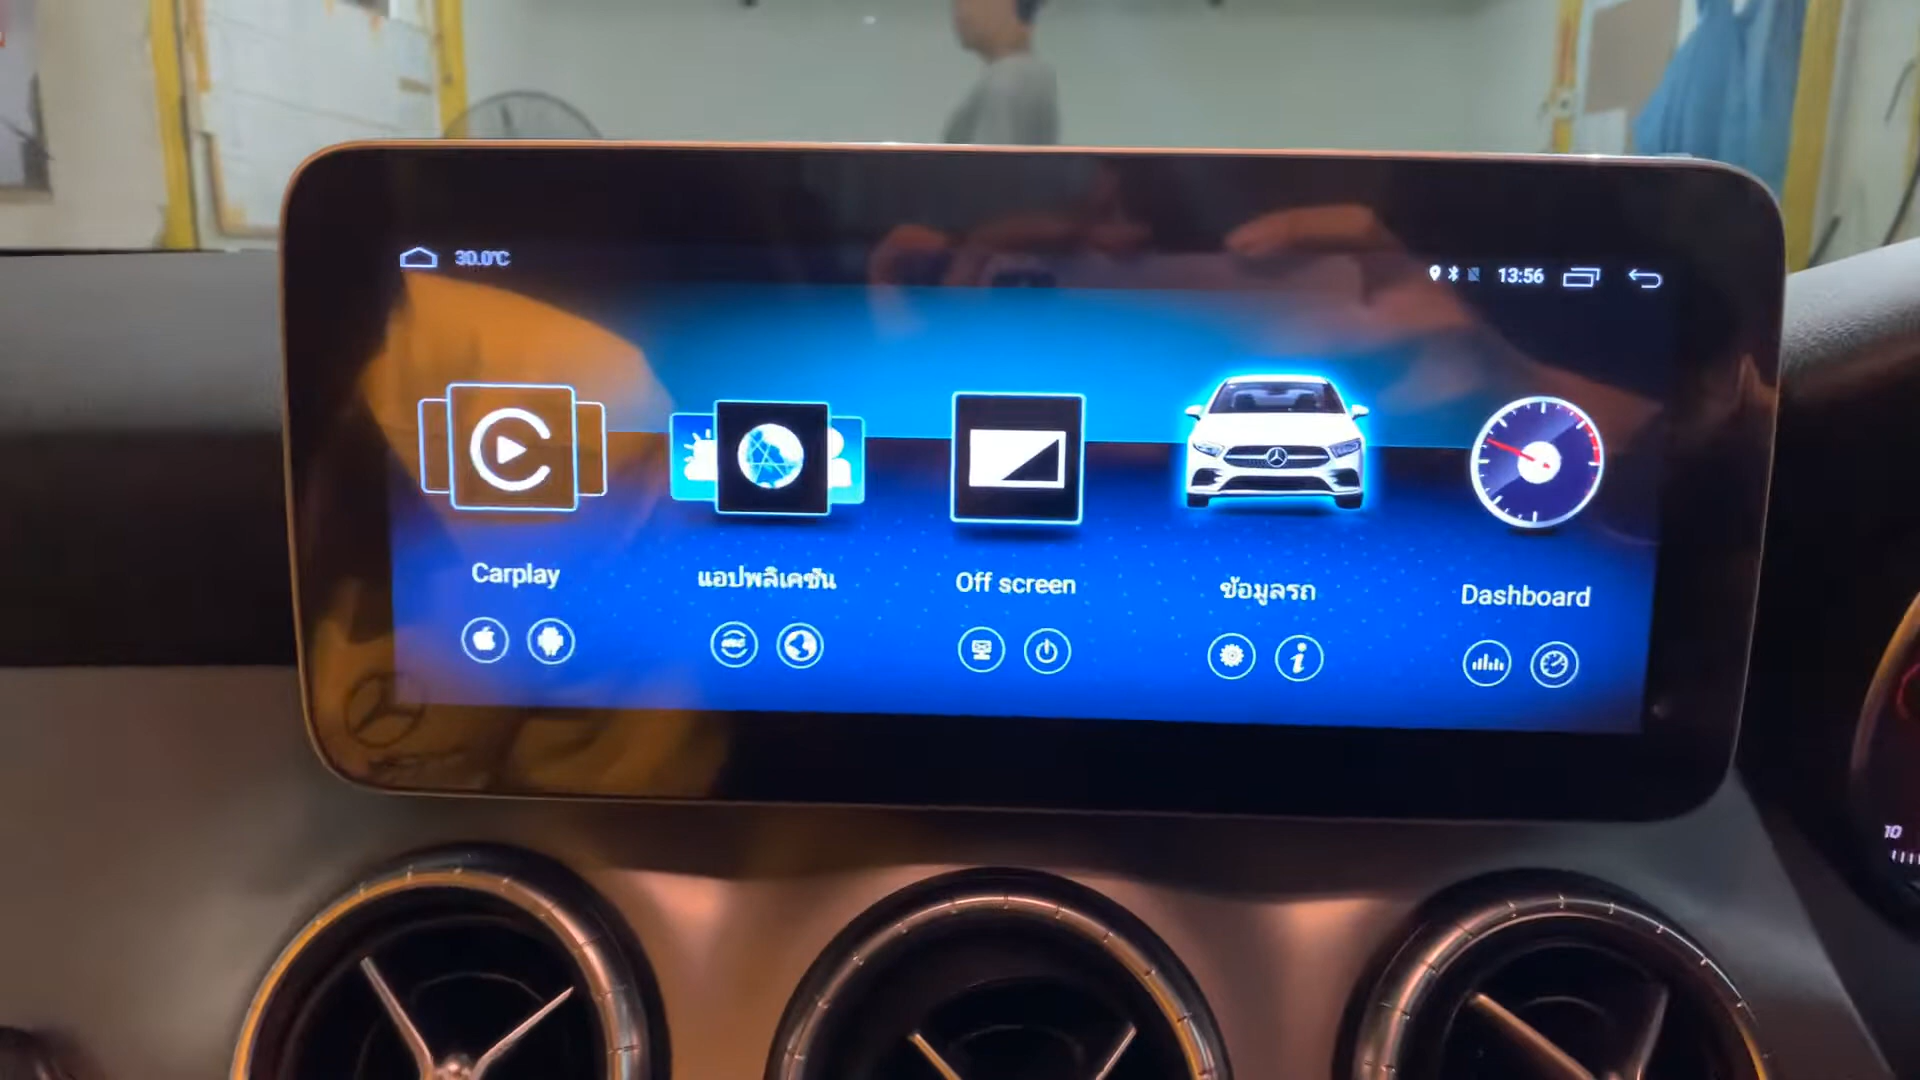 30.0°C
13:56
Carplay
แอปพลิเคชัน
Off screen
ข้อมูลรถ
Dashboard
10